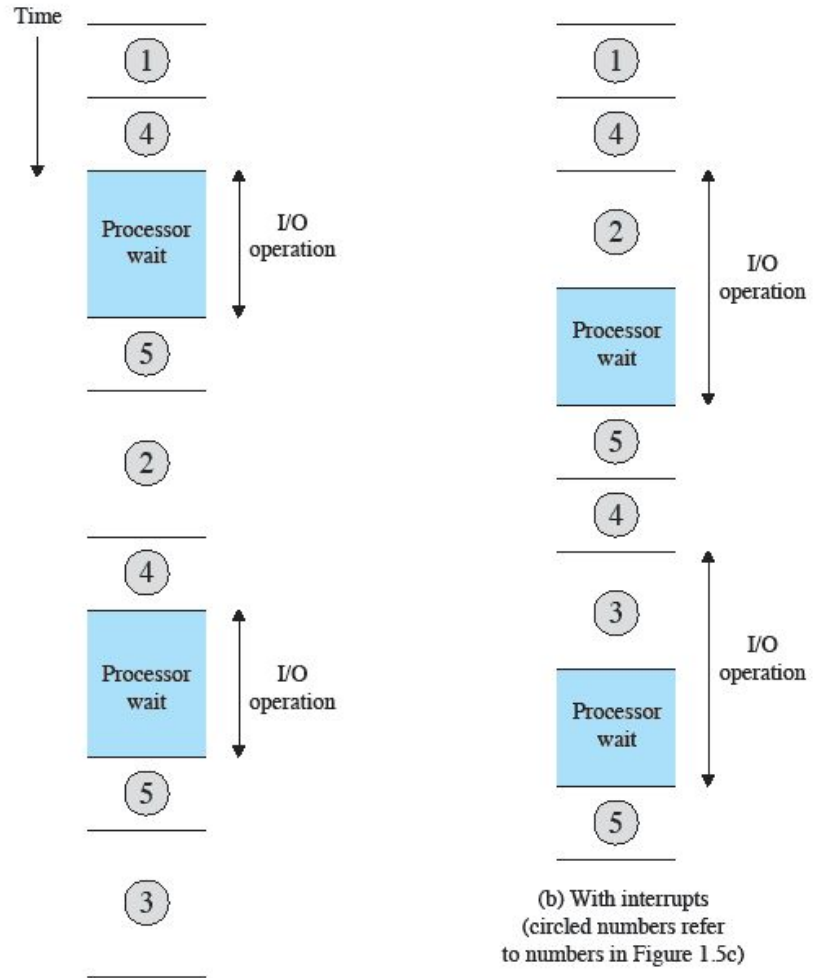 Time
1
4
Processor
wait
I/O
operation
5
2
4
Processor
wait
I/O
operation
5
3
1
4
2
I/O
operation
Processor
wait
5
4
3
I/O
operation
Processor
wait
5
(b) With interrupts
(circled numbers refer
to numbers in Figure 1.5c)